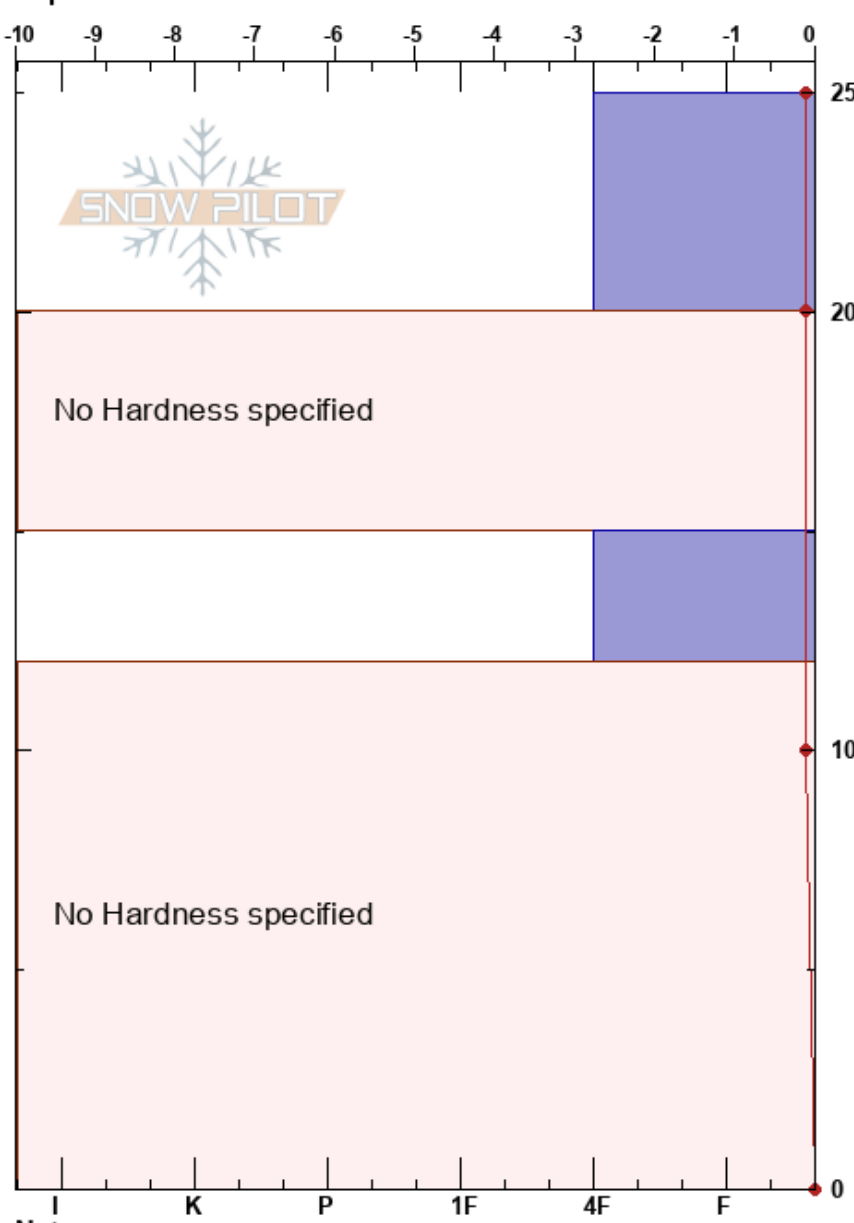 -10 -9 -8 -7 -6 -5 -4 -3 -2 -1 0
25
SNOW PILOT
20
No Hardness specified
10
No Hardness specified
0
I K P 1F 4F F